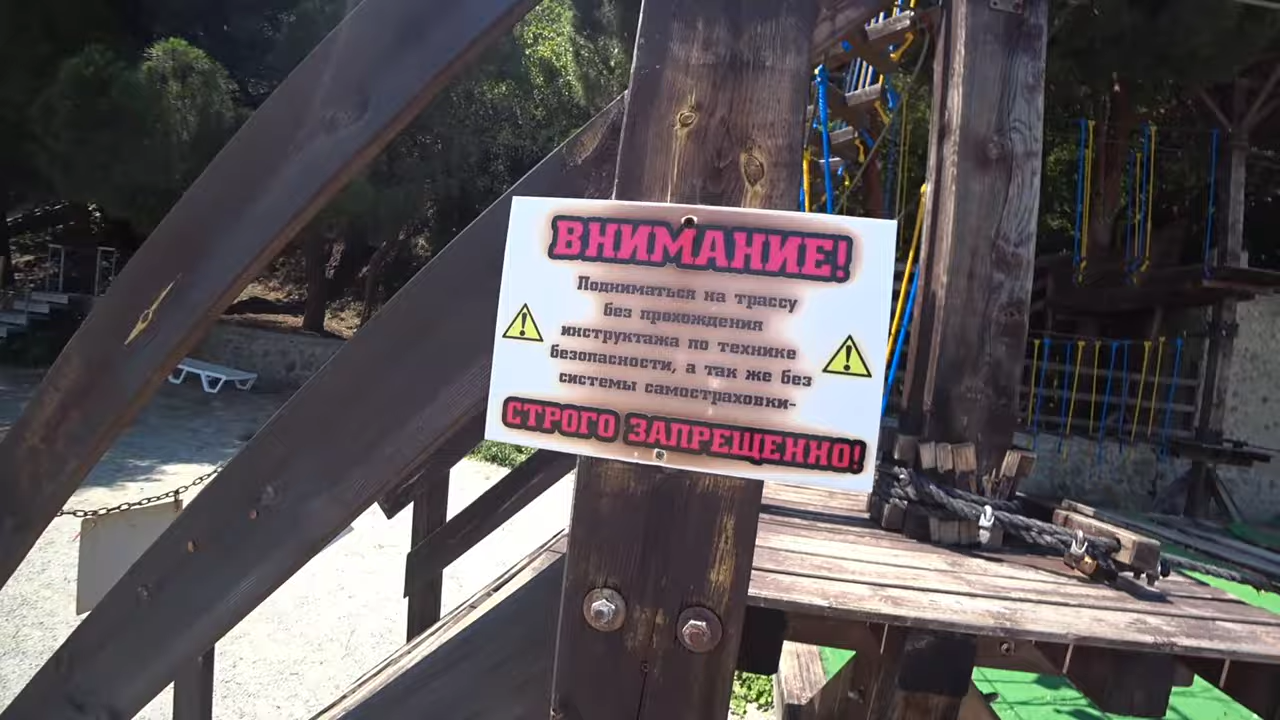 ВНИМАНИЕ!
Подниматься на трассу
без прохождения
инструктажа по технике
безопасности, а так же без
системы самостраховки-
СТРОГО ЗАПРЕЩЕННО!